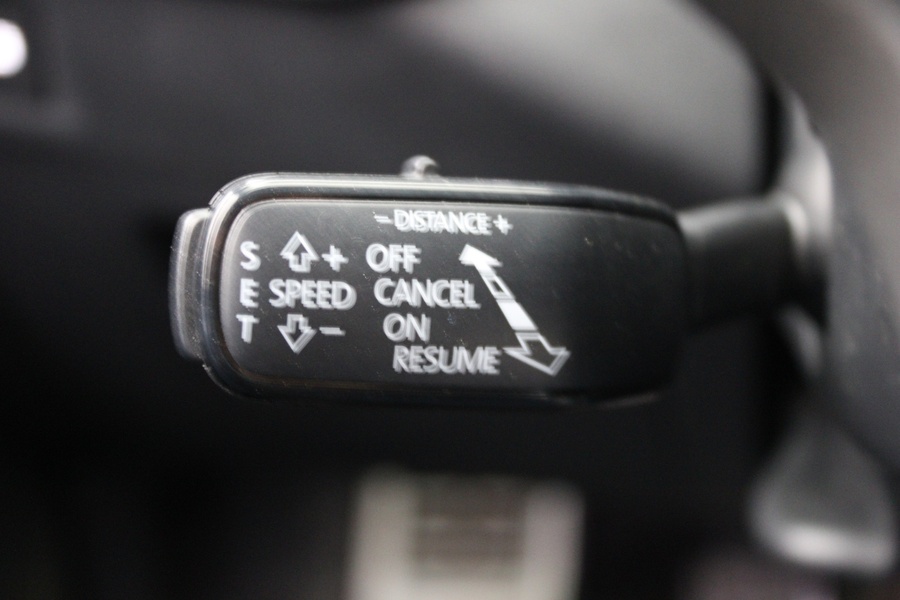 - DISTANCE +
S + OFF
E SPEED CANCEL
T - ON
RESUME